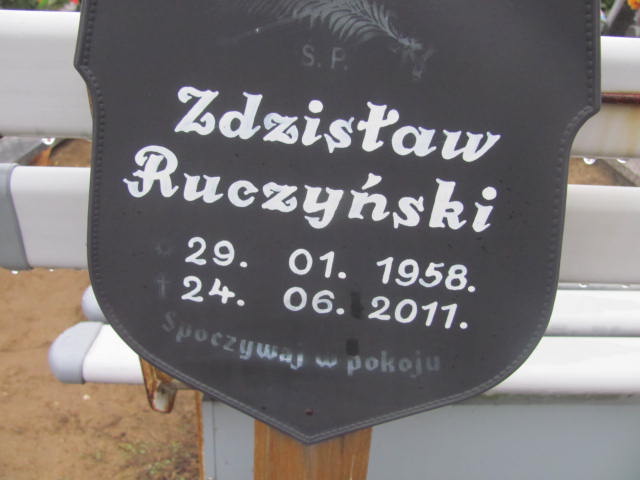 Ś. P.
Zdzisław
Ruczyński
* 29. 01. 1958.
† 24. 06. 2011.
Spoczywaj w pokoju